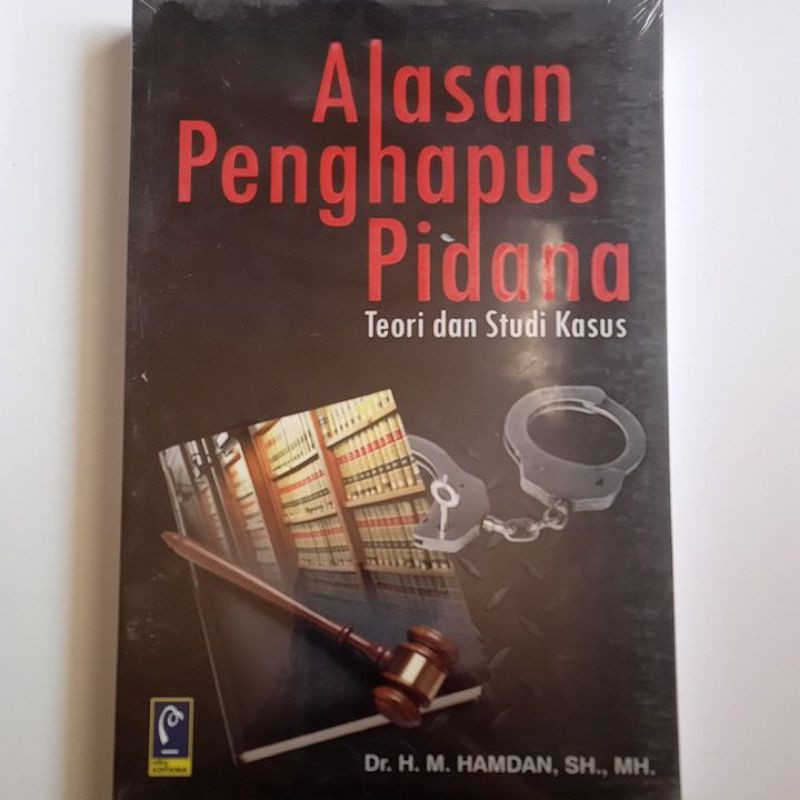 Alasan
Penghapus
Pidana
Teori dan Studi Kasus
Dr. H. M. HAMDAN, SH., MH.